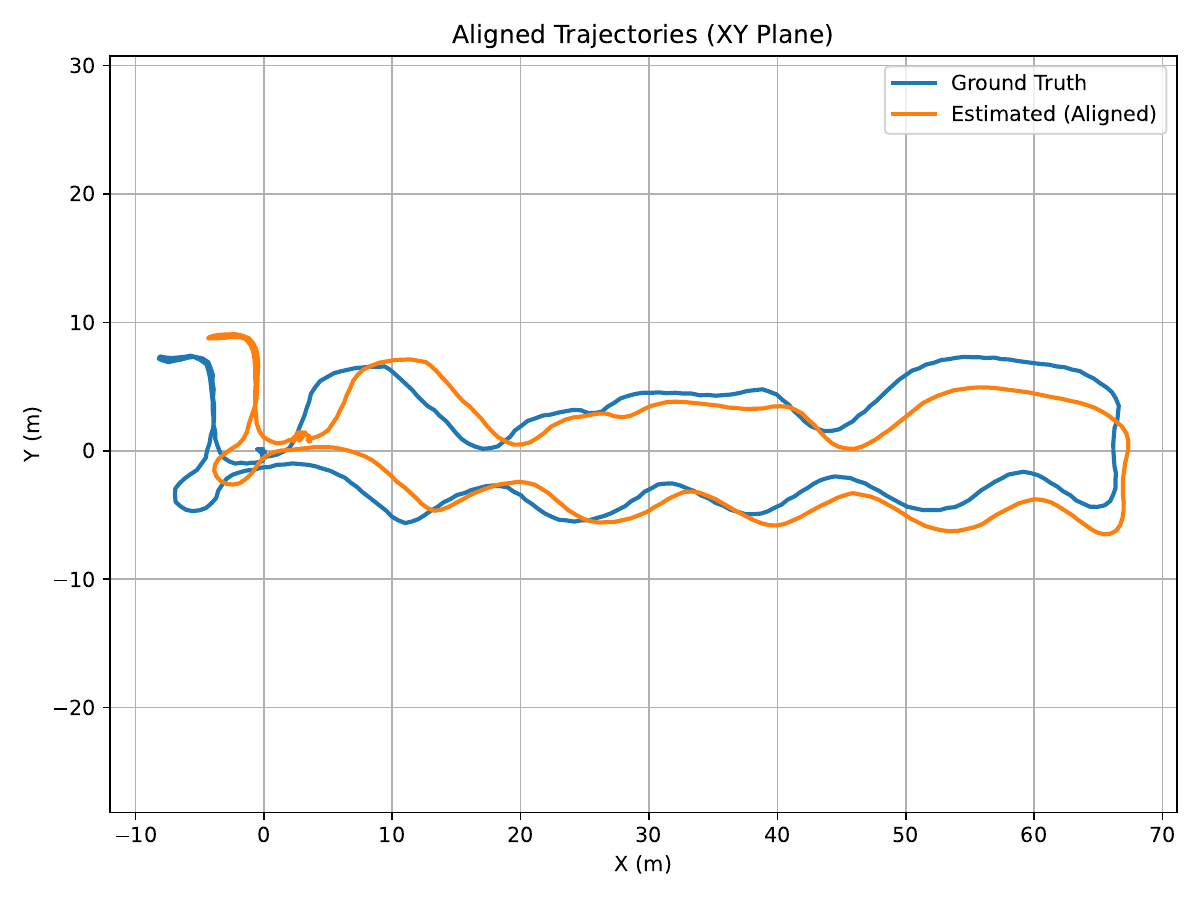 Aligned Trajectories (XY Plane)
Ground Truth
Estimated (Aligned)
30
20
10
0
−10
−20
Y (m)
−10 0 10 20 30 40 50 60 70
X (m)